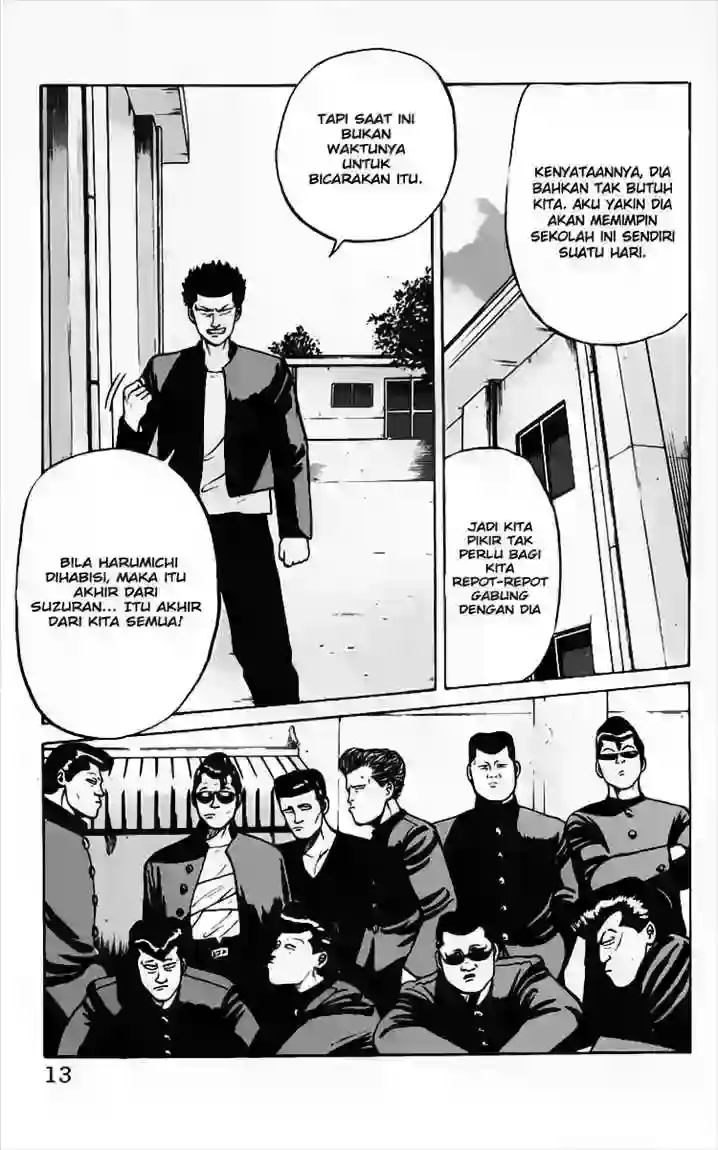 KENYATAANNYA, DIA
BAHKAN TAK BUTUH
KITA. AKU YAKIN DIA
AKAN MEMIMPIN
SEKOLAH INI SENDIRI
SUATU HARI.
JADI KITA
PIKIR TAK
PERLU BAGI
KITA
REPOT-REPOT
GABUNG
DENGAN DIA
TAPI SAAT INI
BUKAN
WAKTUNYA
UNTUK
BICARAKAN ITU.
BILA HARUMICHI
DIHABISI, MAKA ITU
AKHIR DARI
SUZURAN... ITU AKHIR
DARI KITA SEMUA!
13